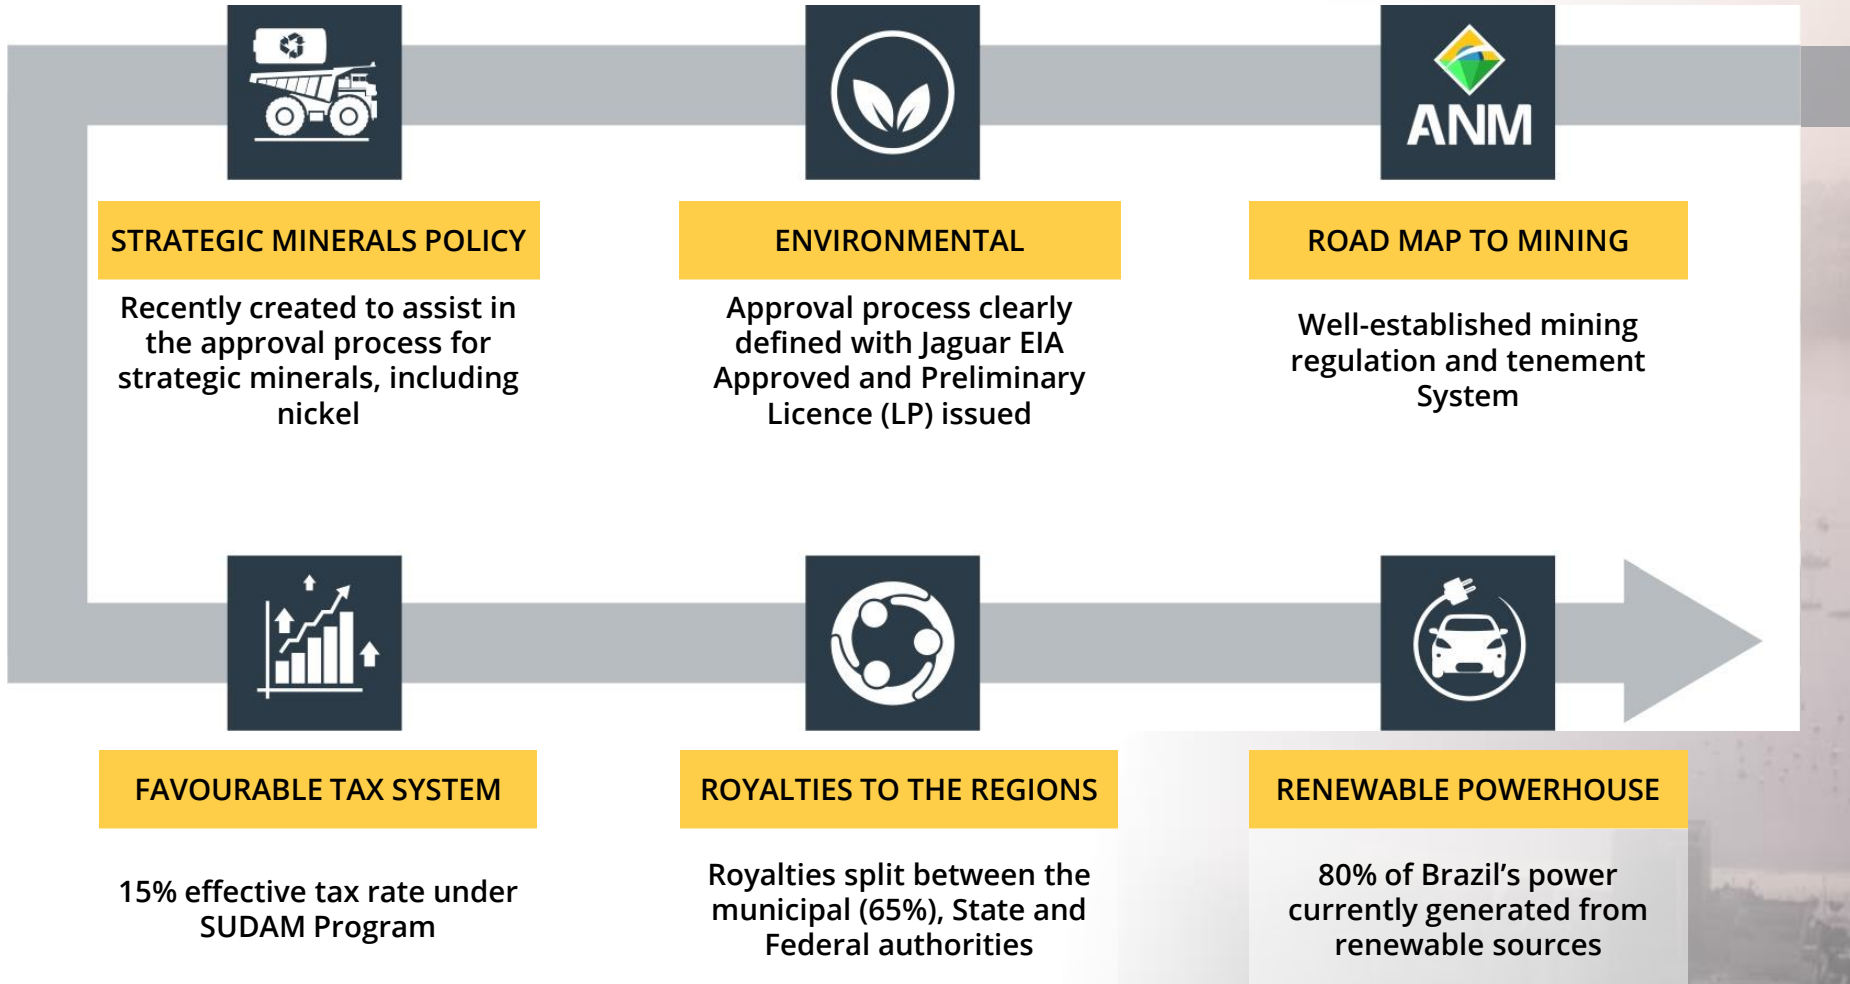 ANM
STRATEGIC MINERALS POLICY
Recently created to assist in
the approval process for
strategic minerals, including
nickel
ENVIRONMENTAL
Approval process clearly
defined with Jaguar EIA
Approved and Preliminary
Licence (LP) issued
ROAD MAP TO MINING
Well-established mining
regulation and tenement
System
FAVOURABLE TAX SYSTEM
15% effective tax rate under
SUDAM Program
ROYALTIES TO THE REGIONS
Royalties split between the
municipal (65%), State and
Federal authorities
RENEWABLE POWERHOUSE
80% of Brazil’s power
currently generated from
renewable sources